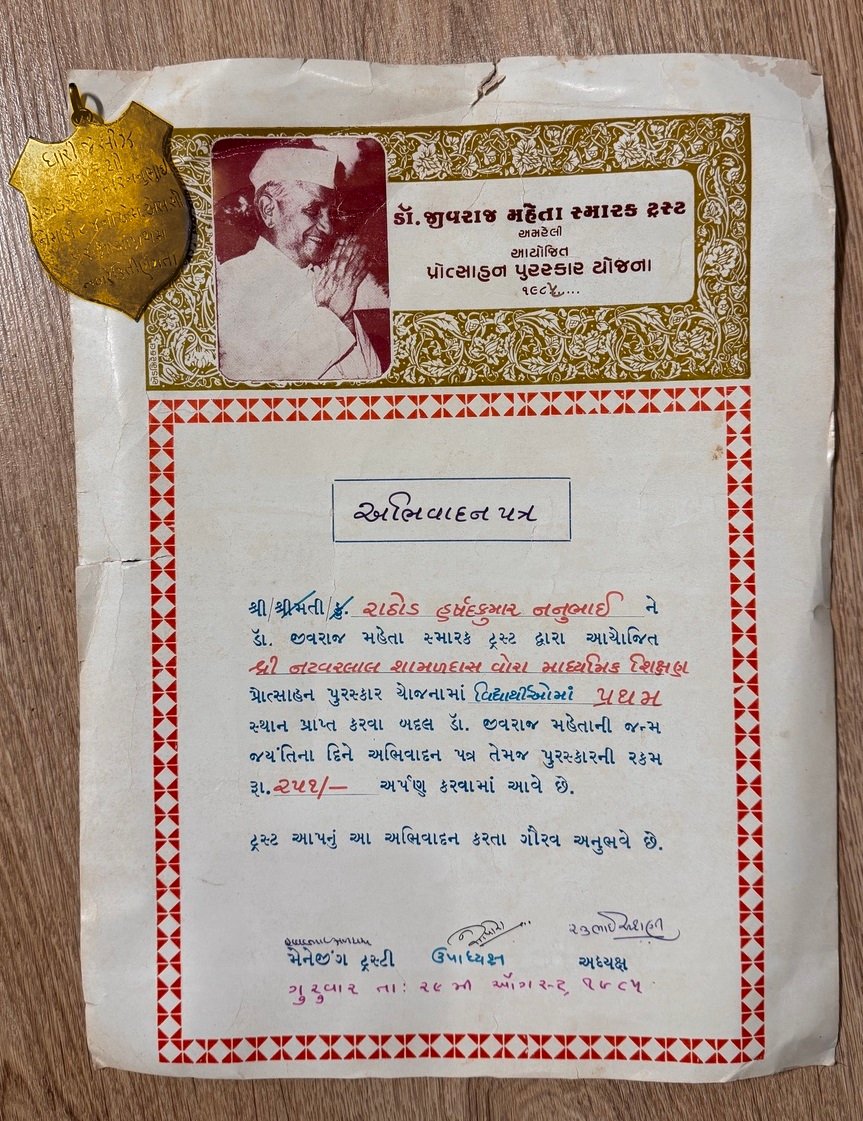 ધારી જેસીઝ
ડૉ. જીવરાજ મહેતા સ્મારક ટ્રસ્ટ
અમરેલી
આયોજિત
પ્રોત્સાહન પુરસ્કાર યોજના
૧૯૮૫.....
અભિવાદન પત્ર
શ્રી/શ્રીમતી/કુ. રાઠોડ હર્ષદકુમાર નનુભાઈ ને
ડૉ. જીવરાજ મહેતા સ્મારક ટ્રસ્ટ દ્વારા આયોજિત
શ્રી નટવરલાલ શામળદાસ વોરા માધ્યમિક શિક્ષણ
પ્રોત્સાહન પુરસ્કાર યોજનામાં વિદ્યાર્થીઓમાં પ્રથમ
સ્થાન પ્રાપ્ત કરવા બદલ ડૉ. જીવરાજ મહેતાની જન્મ
જયંતિના દિને અભિવાદન પત્ર તેમજ પુરસ્કારની રકમ
રૂા. ૨૫૧/- અર્પણ કરવામાં આવે છે.
ટ્રસ્ટ આપનું આ અભિવાદન કરતા ગૌરવ અનુભવે છે.
મેનેજીંગ ટ્રસ્ટી ઉપાધ્યક્ષ અધ્યક્ષ
ગુરુવાર તા: ૨૯ મી ઑગસ્ટ, ૧૯૮૫